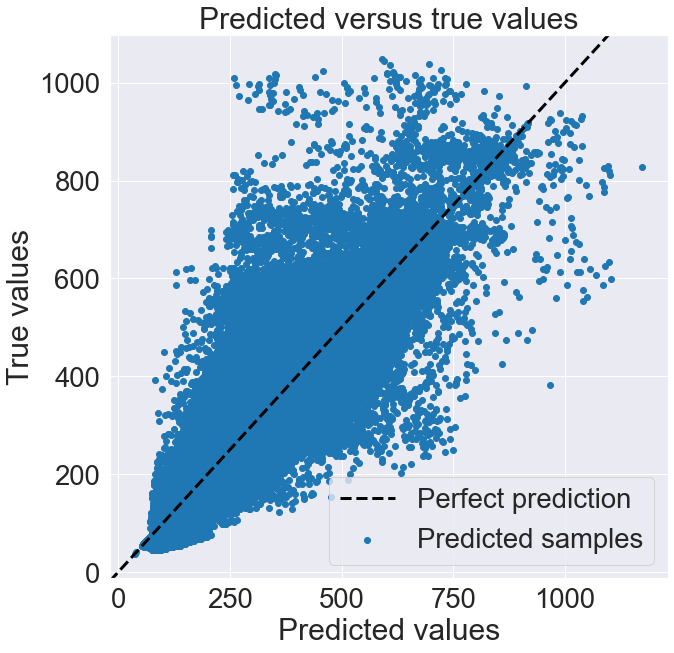 Predicted versus true values
1000
800
600
400
200
0
True values
Perfect prediction
Predicted samples
0 250 500 750 1000
Predicted values